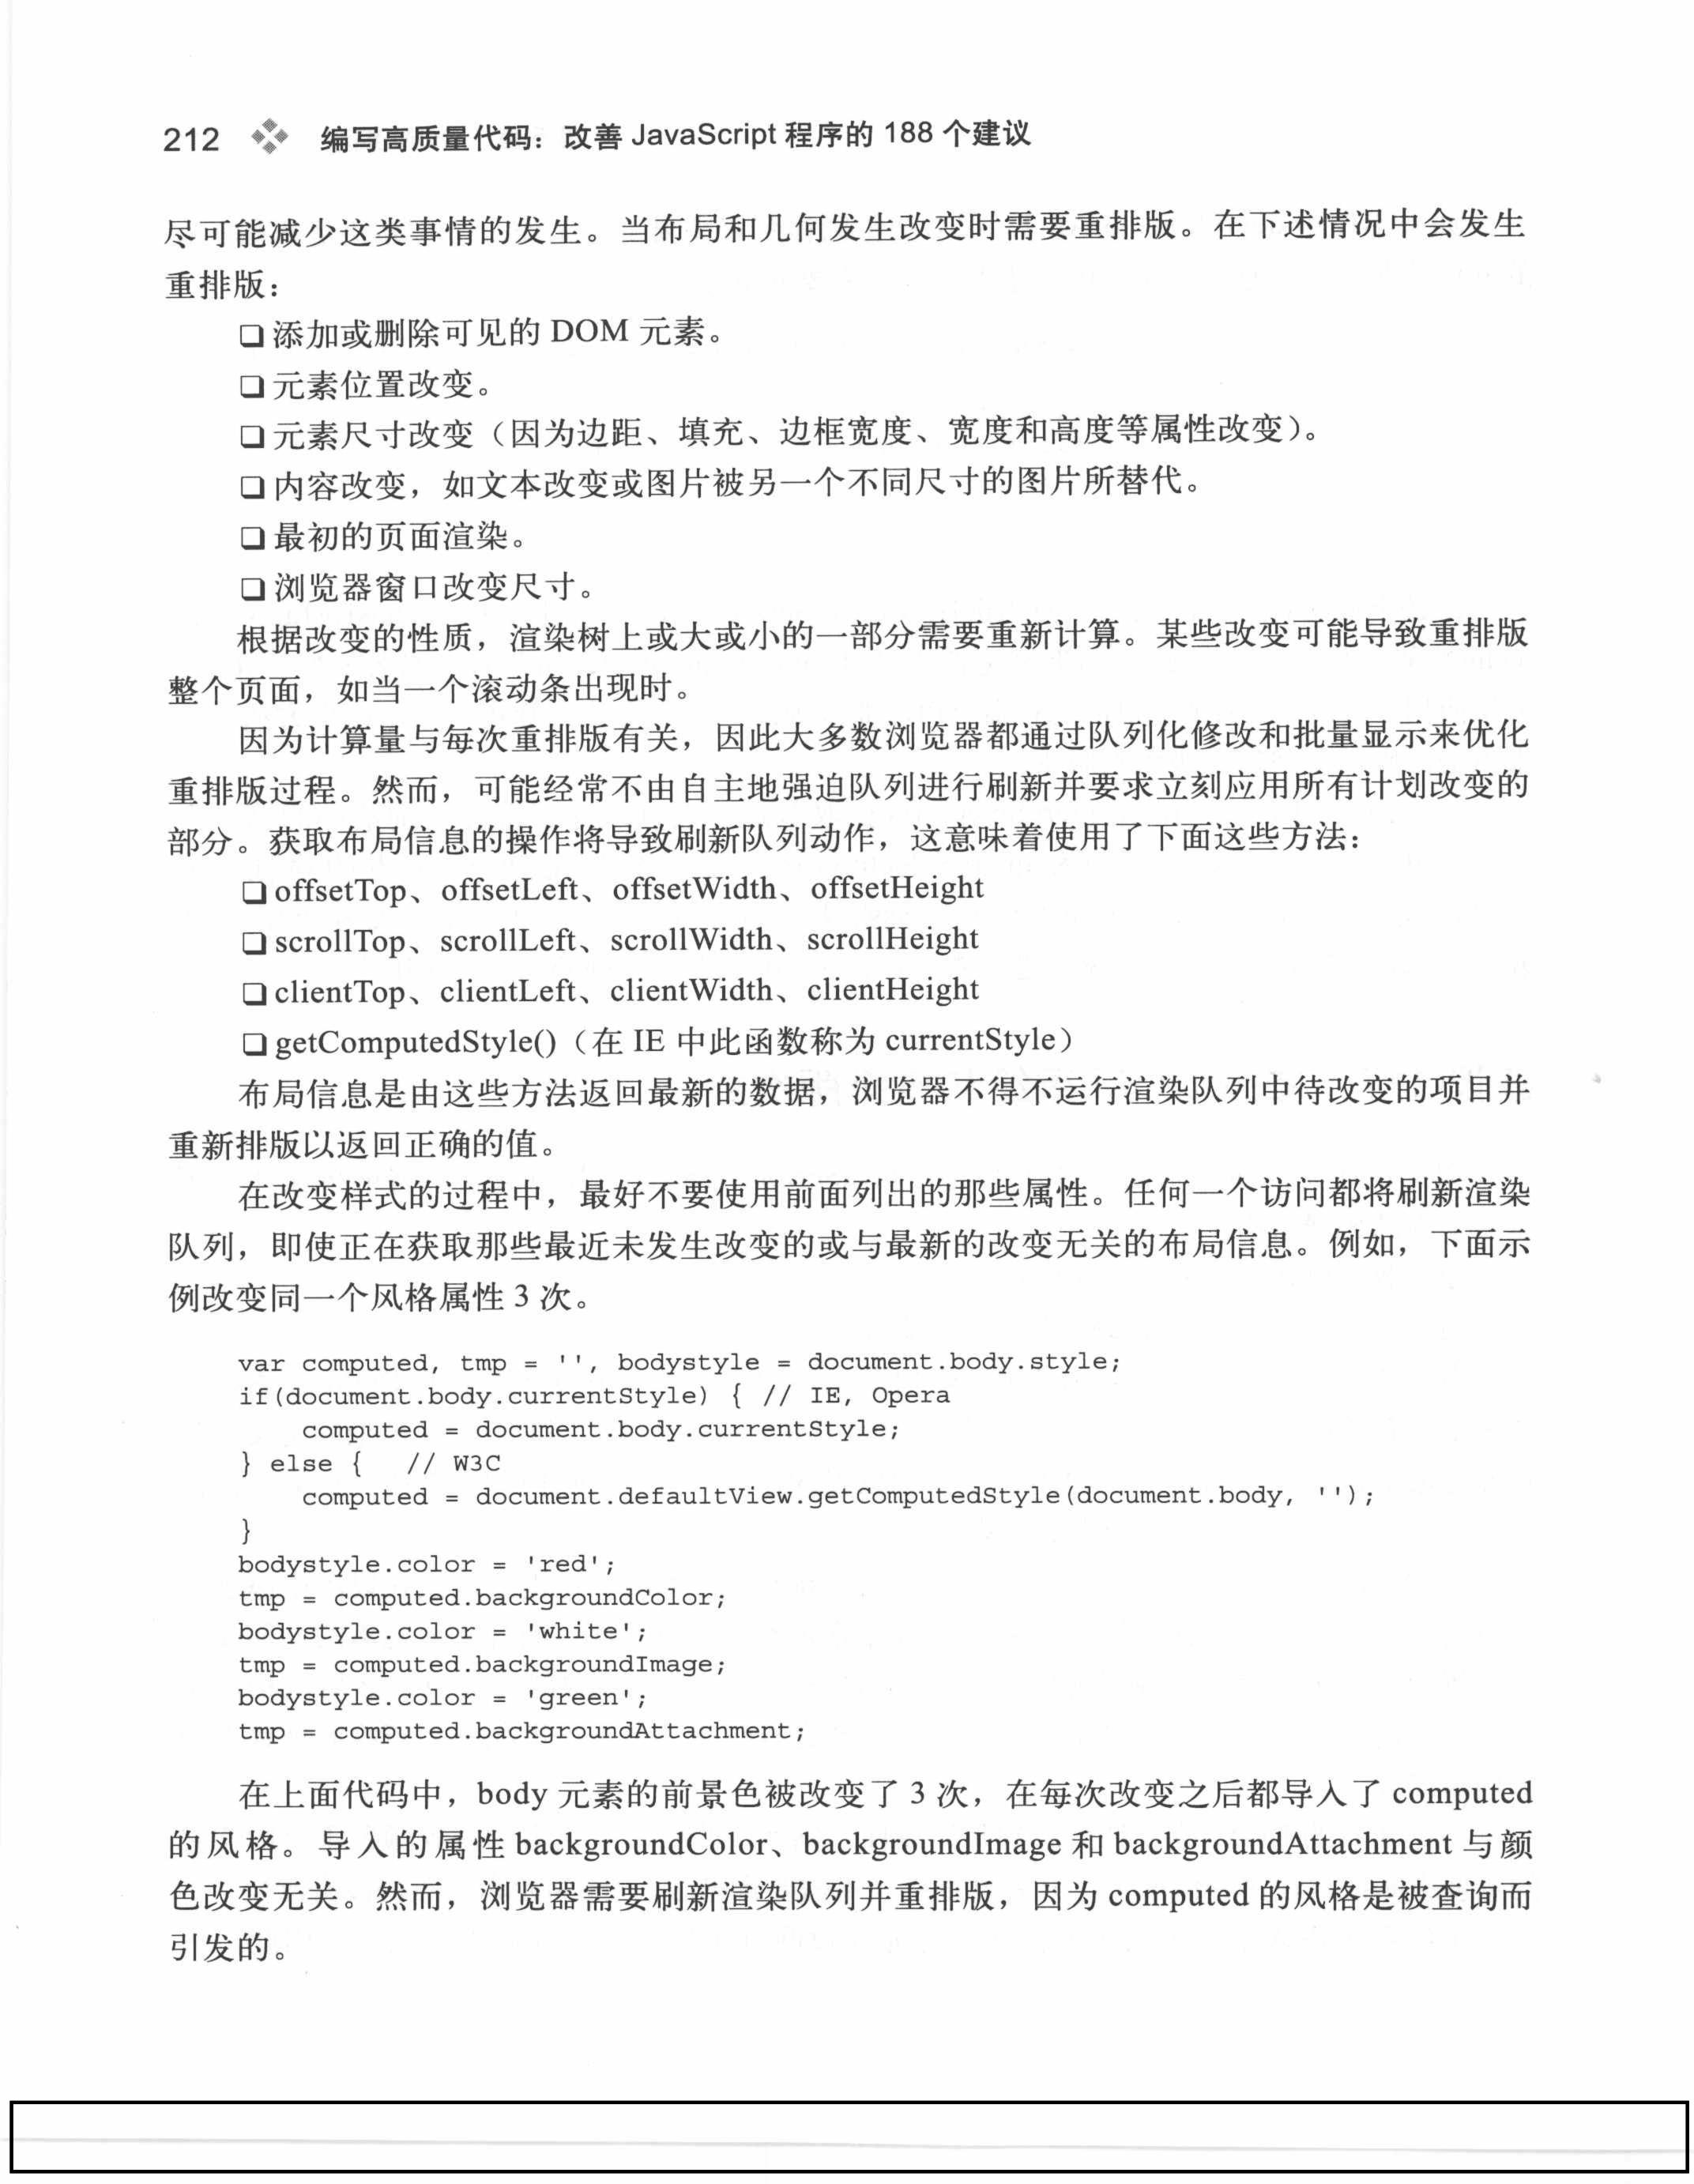 212 编写高质量代码：改善 JavaScript 程序的 188 个建议
尽可能减少这类事情的发生。当布局和几何发生改变时需要重排版。在下述情况中会发生
重排版：
❑ 添加或删除可见的 DOM 元素。
❑ 元素位置改变。
❑ 元素尺寸改变（因为边距、填充、边框宽度、宽度和高度等属性改变）。
❑ 内容改变，如文本改变或图片被另一个不同尺寸的图片所替代。
❑ 最初的页面渲染。
❑ 浏览器窗口改变尺寸。
根据改变的性质，渲染树上或大或小的一部分需要重新计算。某些改变可能导致重排版
整个页面，如当一个滚动条出现时。
因为计算量与每次重排版有关，因此大多数浏览器都通过队列化修改和批量显示来优化
重排版过程。然而，可能经常不由自主地强迫队列进行刷新并要求立刻应用所有计划改变的
部分。获取布局信息的操作将导致刷新队列动作，这意味着使用了下面这些方法：
❑ offsetTop、offsetLeft、offsetWidth、offsetHeight
❑ scrollTop、scrollLeft、scrollWidth、scrollHeight
❑ clientTop、clientLeft、clientWidth、clientHeight
❑ getComputedStyle()（在 IE 中此函数称为 currentStyle）
布局信息是由这些方法返回最新的数据，浏览器不得不运行渲染队列中待改变的项目并
重新排版以返回正确的值。
在改变样式的过程中，最好不要使用前面列出的那些属性。任何一个访问都将刷新渲染
队列，即使正在获取那些最近未发生改变的或与最新的改变无关的布局信息。例如，下面示
例改变同一个风格属性 3 次。
var computed, tmp = '', bodystyle = document.body.style;
if(document.body.currentStyle) { // IE, Opera
    computed = document.body.currentStyle;
} else {   // W3C
    computed = document.defaultView.getComputedStyle(document.body, '');
}
bodystyle.color = 'red';
tmp = computed.backgroundColor;
bodystyle.color = 'white';
tmp = computed.backgroundImage;
bodystyle.color = 'green';
tmp = computed.backgroundAttachment;
在上面代码中，body 元素的前景色被改变了 3 次，在每次改变之后都导入了 computed
的风格。导入的属性 backgroundColor、backgroundImage 和 backgroundAttachment 与颜
色改变无关。然而，浏览器需要刷新渲染队列并重排版，因为 computed 的风格是被查询而
引发的。